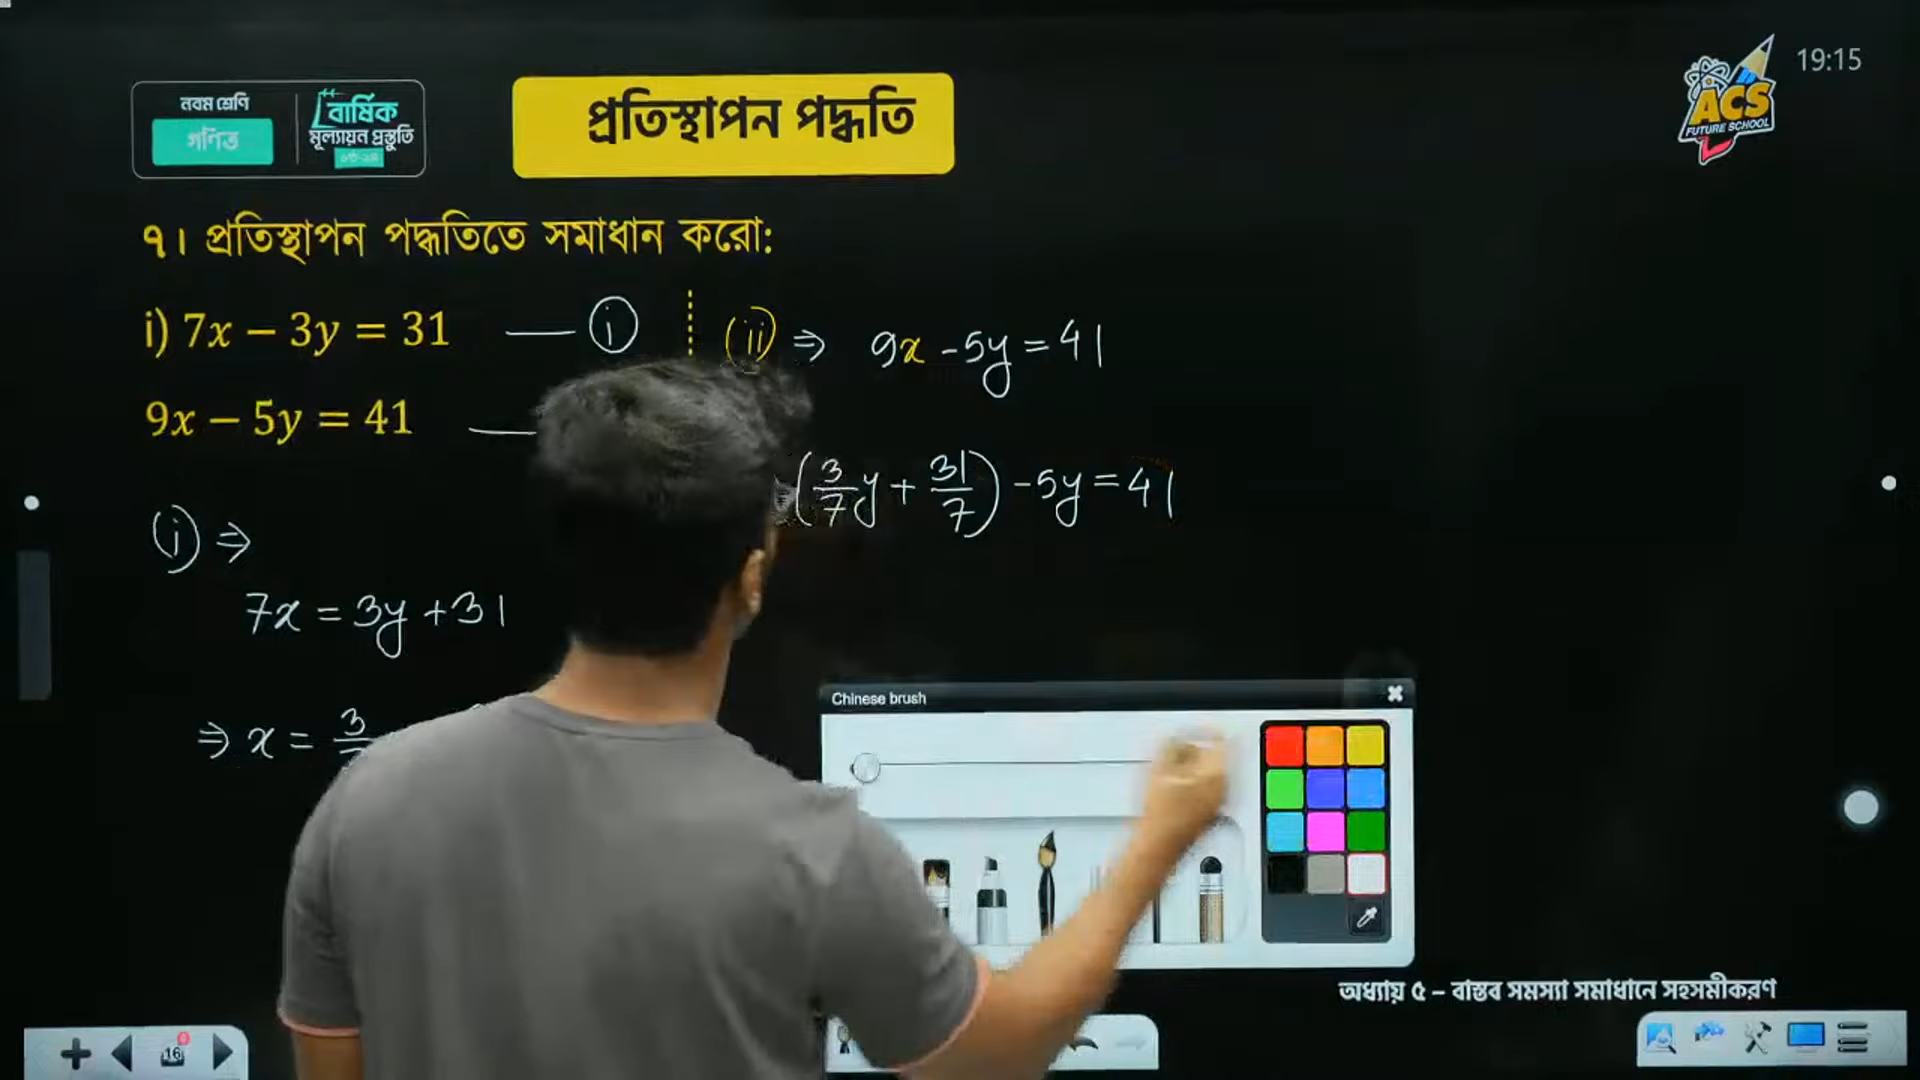 নবম শ্রেণি
গণিত
বার্ষিক
মূল্যায়ন প্রস্তুতি
প্রতিস্থাপন পদ্ধতি
ACS
FUTURE SCHOOL
19:15
৭। প্রতিস্থাপন পদ্ধতিতে সমাধান করো:
i) 7x − 3y = 31 — (i)
9x − 5y = 41 —
(i) ⇒
7x = 3y + 31
⇒ x = 3
(ii) ⇒ 9x - 5y = 41
(3/7 y + 31/7) - 5y = 41
Chinese brush
অধ্যায় ৫ – বাস্তব সমস্যা সমাধানে সহসমীকরণ
16